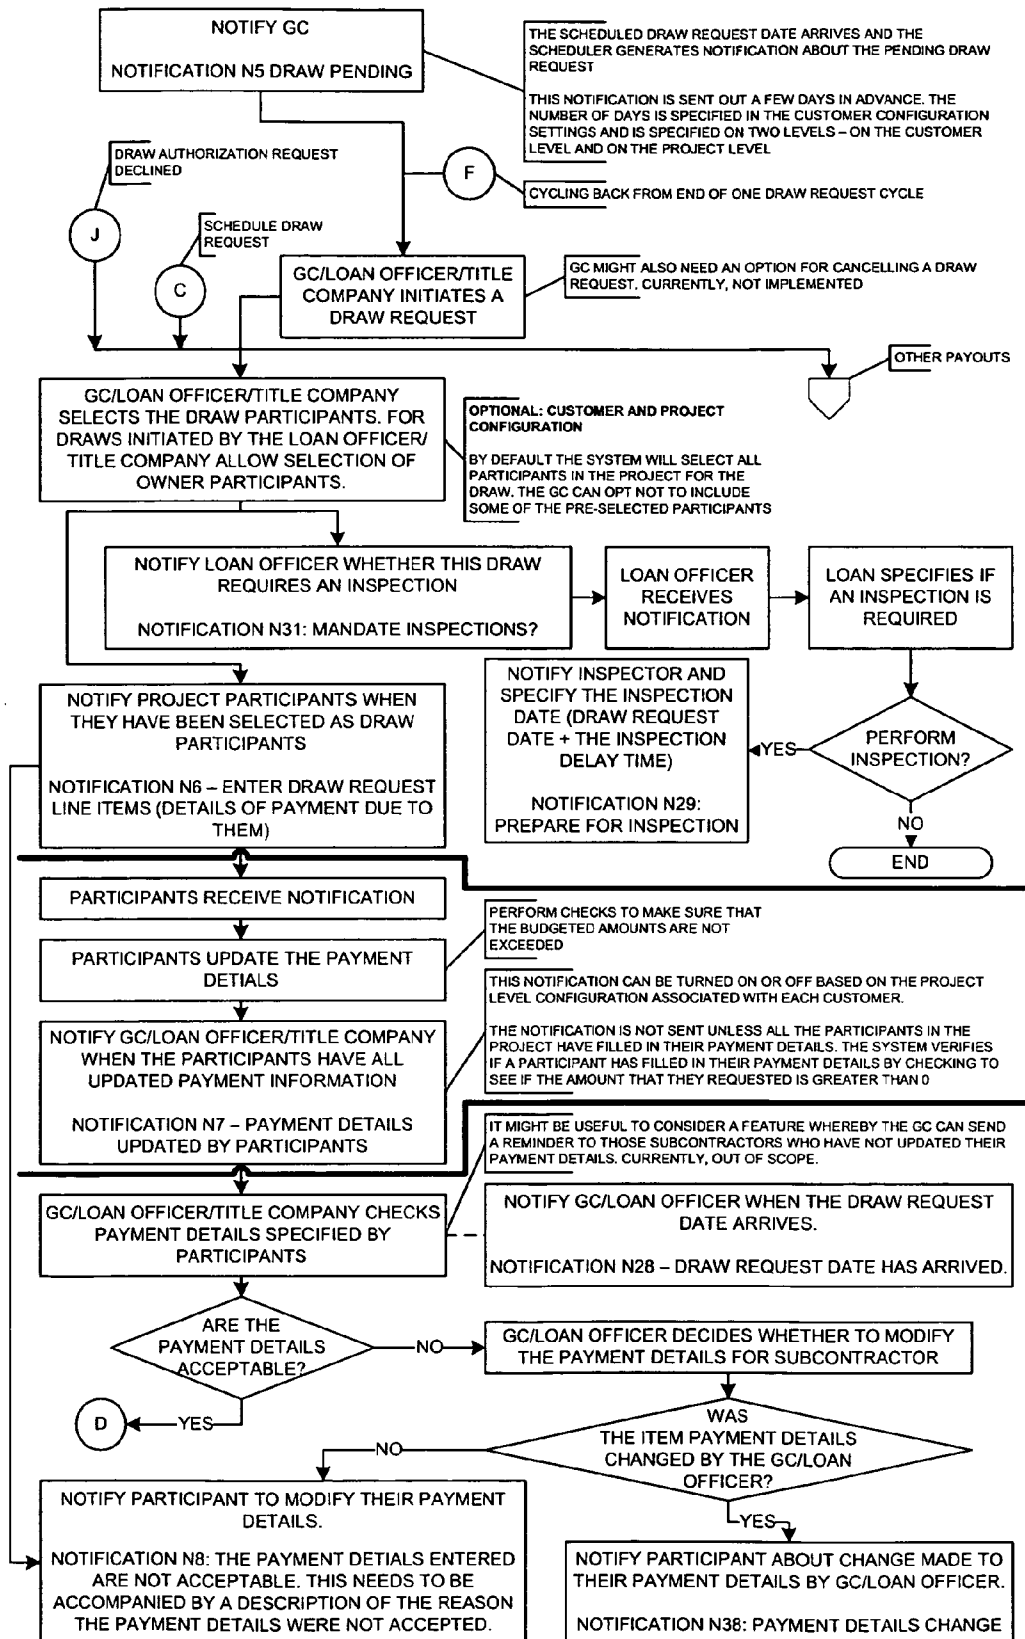 NOTIFY GC
NOTIFICATION N5 DRAW PENDING
THE SCHEDULED DRAW REQUEST DATE ARRIVES AND THE
SCHEDULER GENERATES NOTIFICATION ABOUT THE PENDING DRAW
REQUEST
THIS NOTIFICATION IS SENT OUT A FEW DAYS IN ADVANCE. THE
NUMBER OF DAYS IS SPECIFIED IN THE CUSTOMER CONFIGURATION
SETTINGS AND IS SPECIFIED ON TWO LEVELS – ON THE CUSTOMER
LEVEL AND ON THE PROJECT LEVEL
DRAW AUTHORIZATION REQUEST
DECLINED
F
CYCLING BACK FROM END OF ONE DRAW REQUEST CYCLE
J
SCHEDULE DRAW
REQUEST
C
GC/LOAN OFFICER/TITLE
COMPANY INITIATES A
DRAW REQUEST
GC MIGHT ALSO NEED AN OPTION FOR CANCELLING A DRAW
REQUEST. CURRENTLY, NOT IMPLEMENTED
OTHER PAYOUTS
GC/LOAN OFFICER/TITLE COMPANY
SELECTS THE DRAW PARTICIPANTS. FOR
DRAWS INITIATED BY THE LOAN OFFICER/
TITLE COMPANY ALLOW SELECTION OF
OWNER PARTICIPANTS.
OPTIONAL: CUSTOMER AND PROJECT
CONFIGURATION
BY DEFAULT THE SYSTEM WILL SELECT ALL
PARTICIPANTS IN THE PROJECT FOR THE
DRAW. THE GC CAN OPT NOT TO INCLUDE
SOME OF THE PRE-SELECTED PARTICIPANTS
NOTIFY LOAN OFFICER WHETHER THIS DRAW
REQUIRES AN INSPECTION
NOTIFICATION N31: MANDATE INSPECTIONS?
LOAN OFFICER
RECEIVES
NOTIFICATION
LOAN SPECIFIES IF
AN INSPECTION IS
REQUIRED
NOTIFY PROJECT PARTICIPANTS WHEN
THEY HAVE BEEN SELECTED AS DRAW
PARTICIPANTS
NOTIFICATION N6 – ENTER DRAW REQUEST
LINE ITEMS (DETAILS OF PAYMENT DUE TO
THEM)
NOTIFY INSPECTOR AND
SPECIFY THE INSPECTION
DATE (DRAW REQUEST
DATE + THE INSPECTION
DELAY TIME)
NOTIFICATION N29:
PREPARE FOR INSPECTION
YES
PERFORM
INSPECTION?
NO
END
PARTICIPANTS RECEIVE NOTIFICATION
PARTICIPANTS UPDATE THE PAYMENT
DETIALS
PERFORM CHECKS TO MAKE SURE THAT
THE BUDGETED AMOUNTS ARE NOT
EXCEEDED
NOTIFY GC/LOAN OFFICER/TITLE COMPANY
WHEN THE PARTICIPANTS HAVE ALL
UPDATED PAYMENT INFORMATION
NOTIFICATION N7 – PAYMENT DETAILS
UPDATED BY PARTICIPANTS
THIS NOTIFICATION CAN BE TURNED ON OR OFF BASED ON THE PROJECT
LEVEL CONFIGURATION ASSOCIATED WITH EACH CUSTOMER.
THE NOTIFICATION IS NOT SENT UNLESS ALL THE PARTICIPANTS IN THE
PROJECT HAVE FILLED IN THEIR PAYMENT DETAILS. THE SYSTEM VERIFIES
IF A PARTICIPANT HAS FILLED IN THEIR PAYMENT DETAILS BY CHECKING TO
SEE IF THE AMOUNT THAT THEY REQUESTED IS GREATER THAN 0
IT MIGHT BE USEFUL TO CONSIDER A FEATURE WHEREBY THE GC CAN SEND
A REMINDER TO THOSE SUBCONTRACTORS WHO HAVE NOT UPDATED THEIR
PAYMENT DETAILS. CURRENTLY, OUT OF SCOPE.
GC/LOAN OFFICER/TITLE COMPANY CHECKS
PAYMENT DETAILS SPECIFIED BY
PARTICIPANTS
NOTIFY GC/LOAN OFFICER WHEN THE DRAW REQUEST
DATE ARRIVES.
NOTIFICATION N28 – DRAW REQUEST DATE HAS ARRIVED.
ARE THE
PAYMENT DETAILS
ACCEPTABLE?
NO
GC/LOAN OFFICER DECIDES WHETHER TO MODIFY
THE PAYMENT DETAILS FOR SUBCONTRACTOR
D
YES
WAS
THE ITEM PAYMENT DETAILS
CHANGED BY THE GC/LOAN
OFFICER?
NO
YES
NOTIFY PARTICIPANT TO MODIFY THEIR PAYMENT
DETAILS.
NOTIFICATION N8: THE PAYMENT DETIALS ENTERED
ARE NOT ACCEPTABLE. THIS NEEDS TO BE
ACCOMPANIED BY A DESCRIPTION OF THE REASON
THE PAYMENT DETAILS WERE NOT ACCEPTED.
NOTIFY PARTICIPANT ABOUT CHANGE MADE TO
THEIR PAYMENT DETAILS BY GC/LOAN OFFICER.
NOTIFICATION N38: PAYMENT DETAILS CHANGE